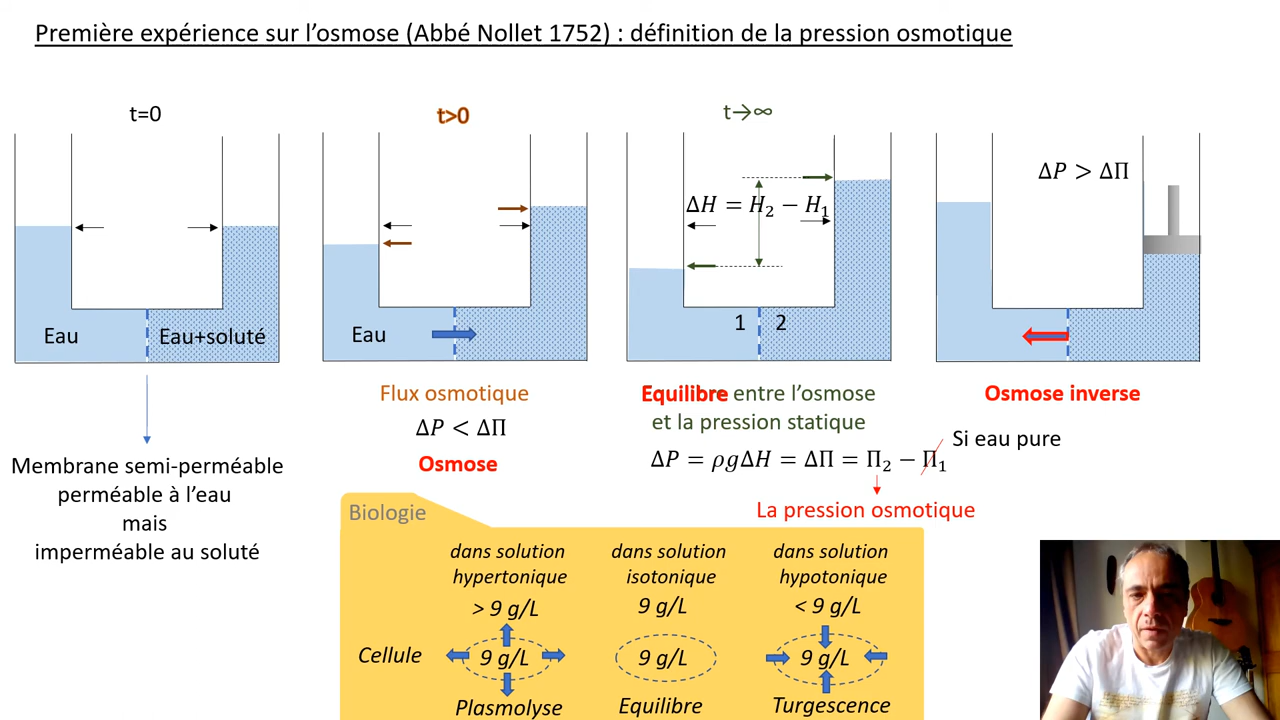 Première expérience sur l'osmose (Abbé Nollet 1752) : définition de la pression osmotique
t=0
Eau
Eau+soluté
Membrane semi-perméable
perméable à l'eau
mais
imperméable au soluté
t>0
Eau
Flux osmotique
ΔP < ΔΠ
Osmose
t→∞
ΔH = H₂ − H₁
1
2
Equilibre entre l'osmose
et la pression statique
ΔP = ρgΔH = ΔΠ = Π₂ − Π₁
Si eau pure
La pression osmotique
ΔP > ΔΠ
Osmose inverse
Biologie
dans solution
hypertonique
> 9 g/L
dans solution
isotonique
9 g/L
dans solution
hypotonique
< 9 g/L
Cellule
9 g/L
9 g/L
9 g/L
Plasmolyse
Equilibre
Turgescence